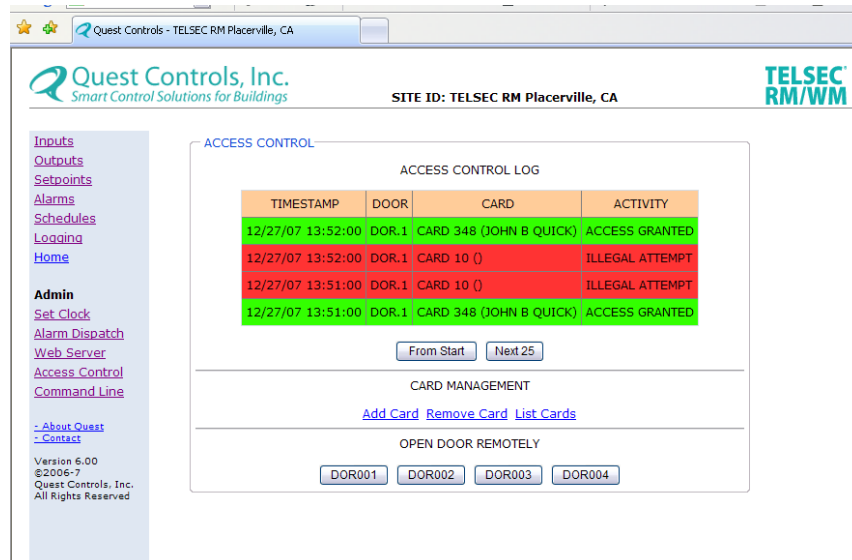 Quest Controls - TELSEC RM Placerville, CA
Quest Controls, Inc.
Smart Control Solutions for Buildings
SITE ID: TELSEC RM Placerville, CA
TELSEC
RM/WM
Inputs
Outputs
Setpoints
Alarms
Schedules
Logging
Home
Admin
Set Clock
Alarm Dispatch
Web Server
Access Control
Command Line
- About Quest
- Contact
Version 6.00
©2006-7
Quest Controls, Inc.
All Rights Reserved
ACCESS CONTROL
ACCESS CONTROL LOG
TIMESTAMP DOOR CARD ACTIVITY
12/27/07 13:52:00 DOR.1 CARD 348 (JOHN B QUICK) ACCESS GRANTED
12/27/07 13:52:00 DOR.1 CARD 10 () ILLEGAL ATTEMPT
12/27/07 13:51:00 DOR.1 CARD 10 () ILLEGAL ATTEMPT
12/27/07 13:51:00 DOR.1 CARD 348 (JOHN B QUICK) ACCESS GRANTED
From Start Next 25
CARD MANAGEMENT
Add Card Remove Card List Cards
OPEN DOOR REMOTELY
DOR001 DOR002 DOR003 DOR004